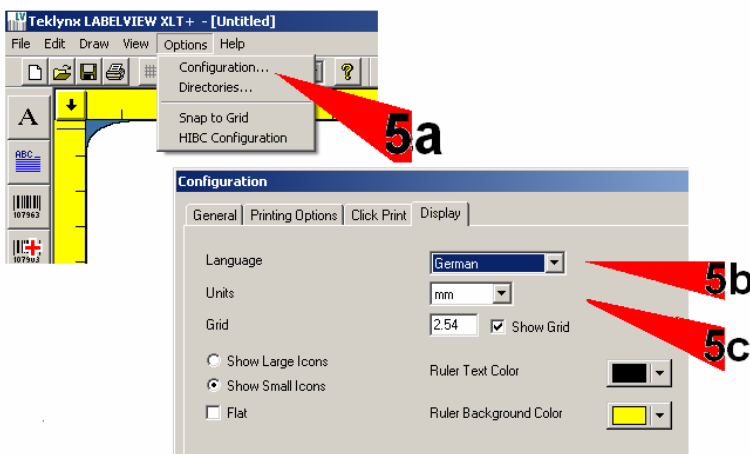 Teklynx LABELVIEW XLT+ - [Untitled]
File Edit Draw View Options Help
Configuration...
Directories...
Snap to Grid
HIBC Configuration
5a
A
ABC
107963
Configuration
General Printing Options Click Print Display
Language German
5b
Units mm
Grid 2.54 Show Grid
5c
Show Large Icons
Show Small Icons
Flat
Ruler Text Color
Ruler Background Color